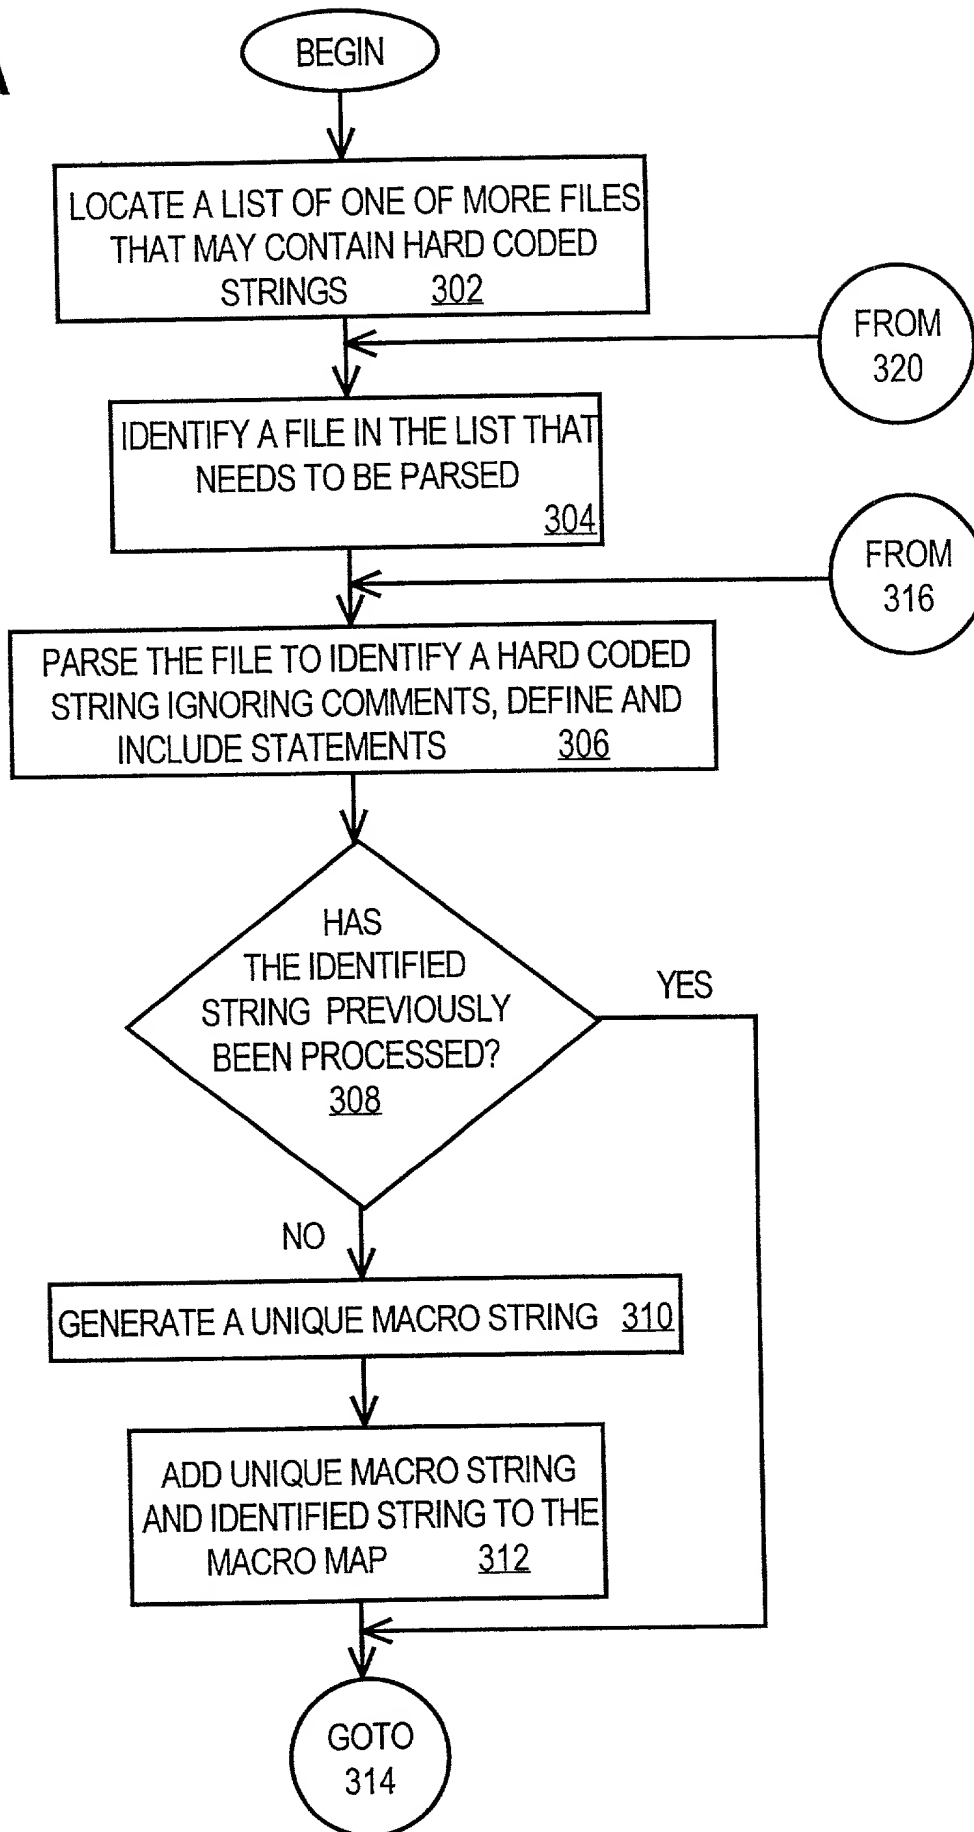 BEGIN
LOCATE A LIST OF ONE OF MORE FILES
THAT MAY CONTAIN HARD CODED
STRINGS 302
FROM
320
IDENTIFY A FILE IN THE LIST THAT
NEEDS TO BE PARSED
304
FROM
316
PARSE THE FILE TO IDENTIFY A HARD CODED
STRING IGNORING COMMENTS, DEFINE AND
INCLUDE STATEMENTS 306
HAS
THE IDENTIFIED
STRING PREVIOUSLY
BEEN PROCESSED?
308
YES
NO
GENERATE A UNIQUE MACRO STRING 310
ADD UNIQUE MACRO STRING
AND IDENTIFIED STRING TO THE
MACRO MAP 312
GOTO
314